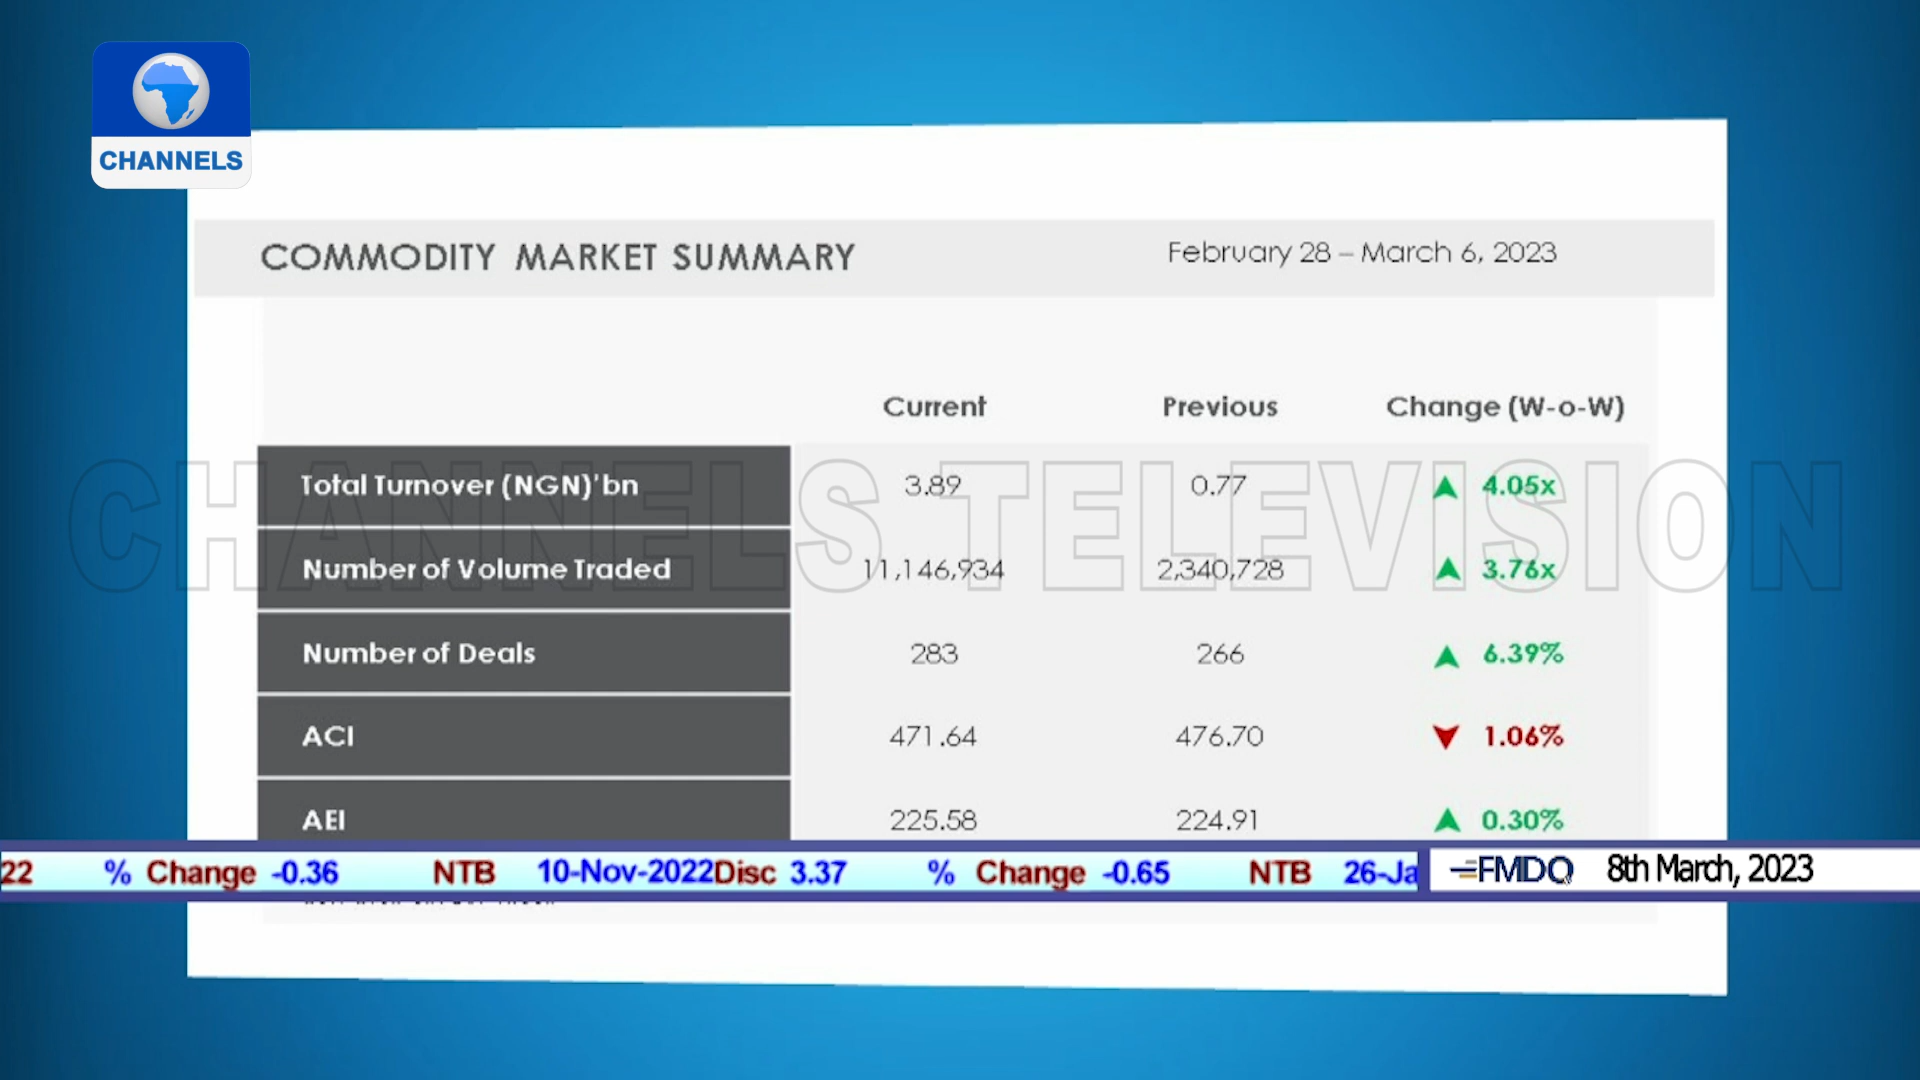 CHANNELS
COMMODITY MARKET SUMMARY February 28 – March 6, 2023
Current Previous Change (W-o-W)
Total Turnover (NGN)'bn 3.89 0.77 4.05x
CHANNELS TELEVISION
Number of Volume Traded 11,146,934 2,340,728 3.76x
Number of Deals 283 266 6.39%
ACI 471.64 476.70 1.06%
AEI 225.58 224.91 0.30%
22 % Change -0.36 NTB 10-Nov-2022Disc 3.37 % Change -0.65 NTB 26-Ja FMDQ 8th March, 2023